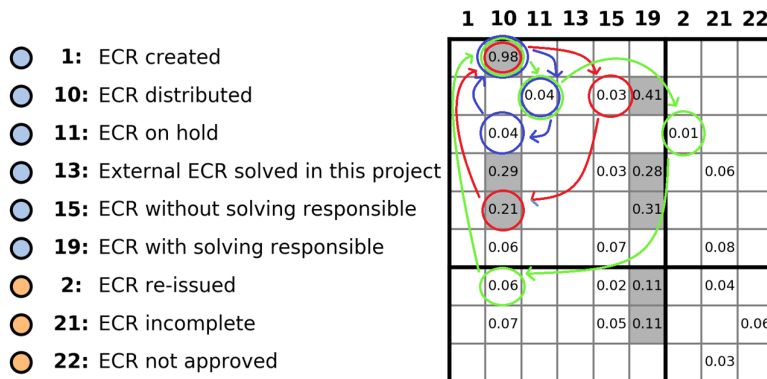 1 10 11 13 15 19 2 21 22
1: ECR created 0.98
10: ECR distributed 0.04 0.03 0.41
11: ECR on hold 0.04 0.01
13: External ECR solved in this project 0.29 0.03 0.28 0.06
15: ECR without solving responsible 0.21 0.31
19: ECR with solving responsible 0.06 0.07 0.08
2: ECR re-issued 0.06 0.02 0.11 0.04
21: ECR incomplete 0.07 0.05 0.11 0.06
22: ECR not approved 0.03